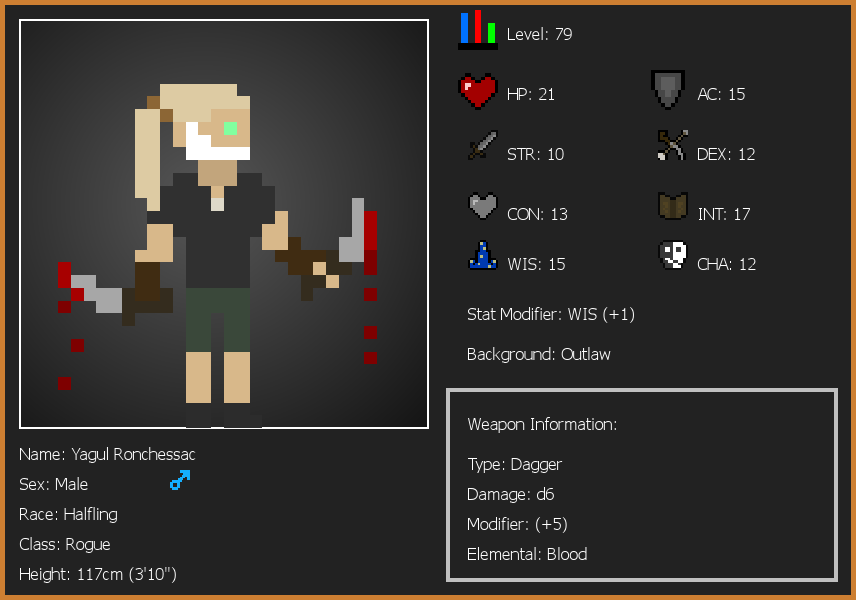 Level: 79
HP: 21
AC: 15
STR: 10
DEX: 12
CON: 13
INT: 17
WIS: 15
CHA: 12
Stat Modifier: WIS (+1)
Background: Outlaw
Weapon Information:
Type: Dagger
Damage: d6
Modifier: (+5)
Elemental: Blood
Name: Yagul Ronchessac
Sex: Male
Race: Halfling
Class: Rogue
Height: 117cm (3'10")